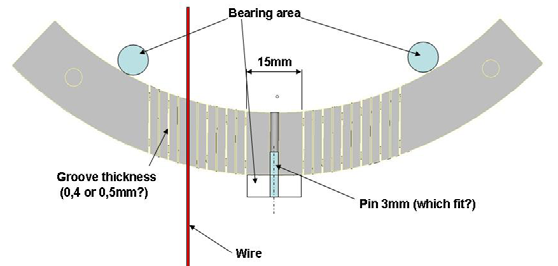 Bearing area
15mm
Groove thickness
(0,4 or 0,5mm?)
Pin 3mm (which fit?)
Wire